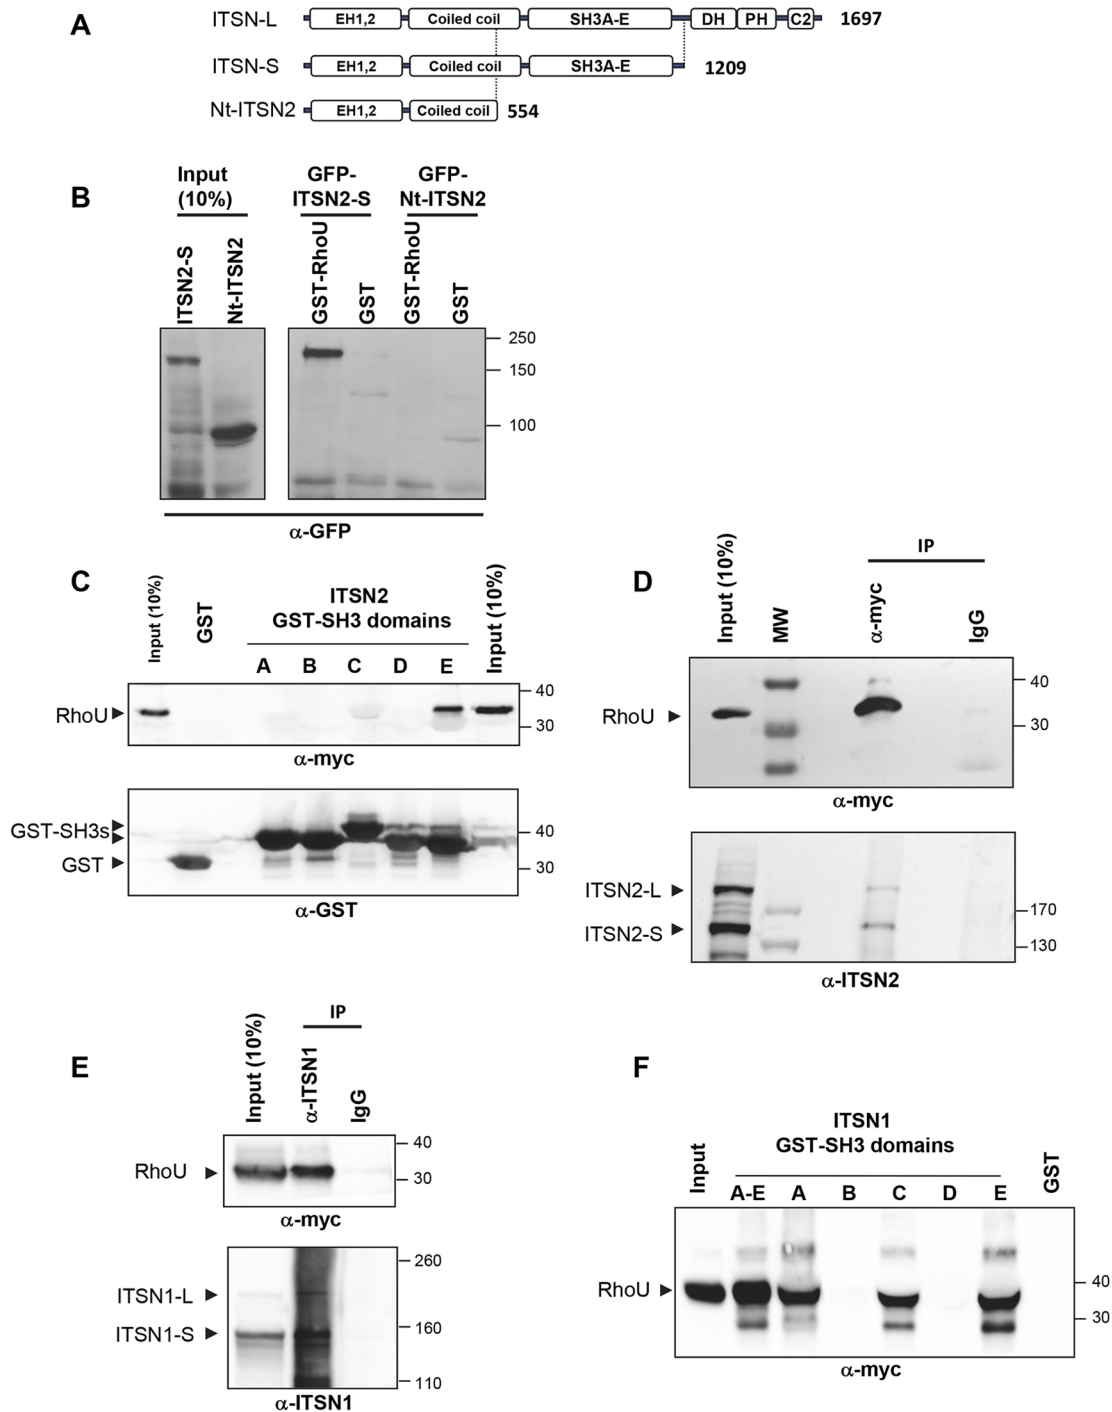 A
ITSN-L
EH1,2
Coiled coil
SH3A-E
DH
PH
C2
1697
ITSN-S
EH1,2
Coiled coil
SH3A-E
1209
Nt-ITSN2
EH1,2
Coiled coil
554
B
Input
(10%)
GFP-
ITSN2-S
GFP-
Nt-ITSN2
ITSN2-S
Nt-ITSN2
GST-RhoU
GST
GST-RhoU
GST
250
150
100
α-GFP
C
Input (10%)
GST
ITSN2
GST-SH3 domains
A B C D E
Input (10%)
RhoU
40
30
α-myc
GST-SH3s
GST
40
30
α-GST
D
Input (10%)
MW
IP
α-myc
IgG
RhoU
40
30
α-myc
ITSN2-L
ITSN2-S
170
130
α-ITSN2
E
Input (10%)
IP
α-ITSN1
IgG
RhoU
40
30
α-myc
ITSN1-L
ITSN1-S
260
160
110
α-ITSN1
F
Input
ITSN1
GST-SH3 domains
A-E A B C D E
GST
RhoU
40
30
α-myc